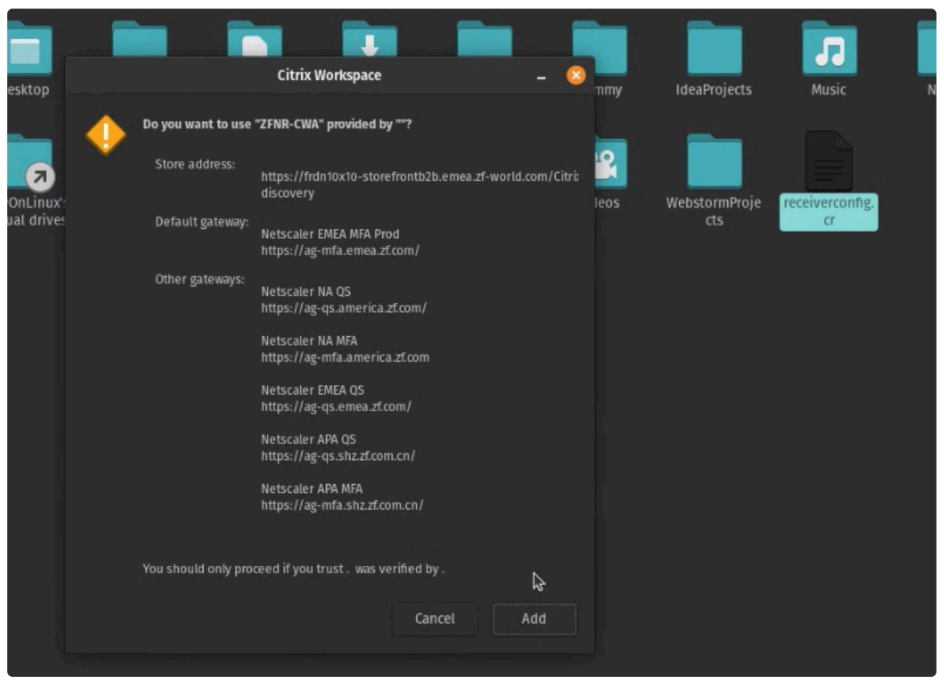 esktop
mmy
IdeaProjects
Music
N
Citrix Workspace
Do you want to use "ZFNR-CWA" provided by ""?
Store address:
https://frdn10x10-storefrontb2b.emea.zf-world.com/Citri
discovery
Default gateway:
Netscaler EMEA MFA Prod
https://ag-mfa.emea.zf.com/
Other gateways:
Netscaler NA QS
https://ag-qs.america.zf.com/
Netscaler NA MFA
https://ag-mfa.america.zf.com
Netscaler EMEA QS
https://ag-qs.emea.zf.com/
Netscaler APA QS
https://ag-qs.shz.zf.com.cn/
Netscaler APA MFA
https://ag-mfa.shz.zf.com.cn/
You should only proceed if you trust . was verified by .
Cancel
Add
OnLinux'
ual drives
leos
WebstormProje
cts
receiverconfig.
cr